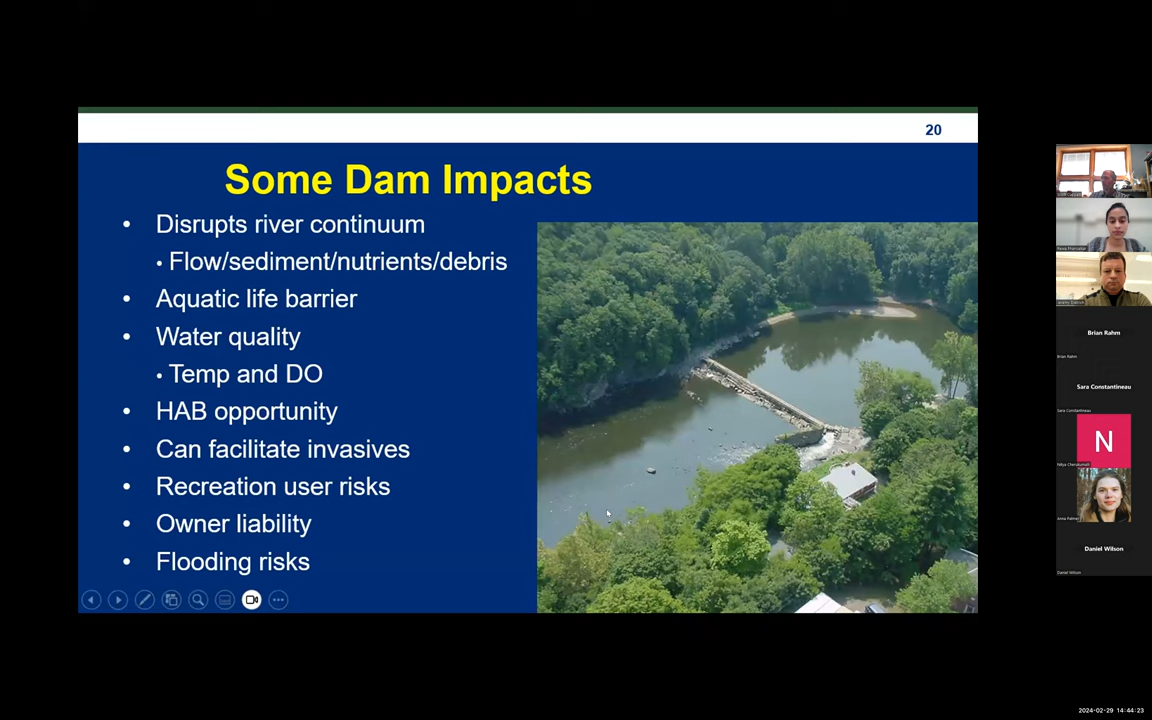 20
Some Dam Impacts
• Disrupts river continuum
• Flow/sediment/nutrients/debris
• Aquatic life barrier
• Water quality
• Temp and DO
• HAB opportunity
• Can facilitate invasives
• Recreation user risks
• Owner liability
• Flooding risks
Brian Rahm
Brian Rahm
Sara Constantineau
Sara Constantineau
N
Anna Palmer
Daniel Wilson
Daniel Wilson
2024-02-29 14:44:23